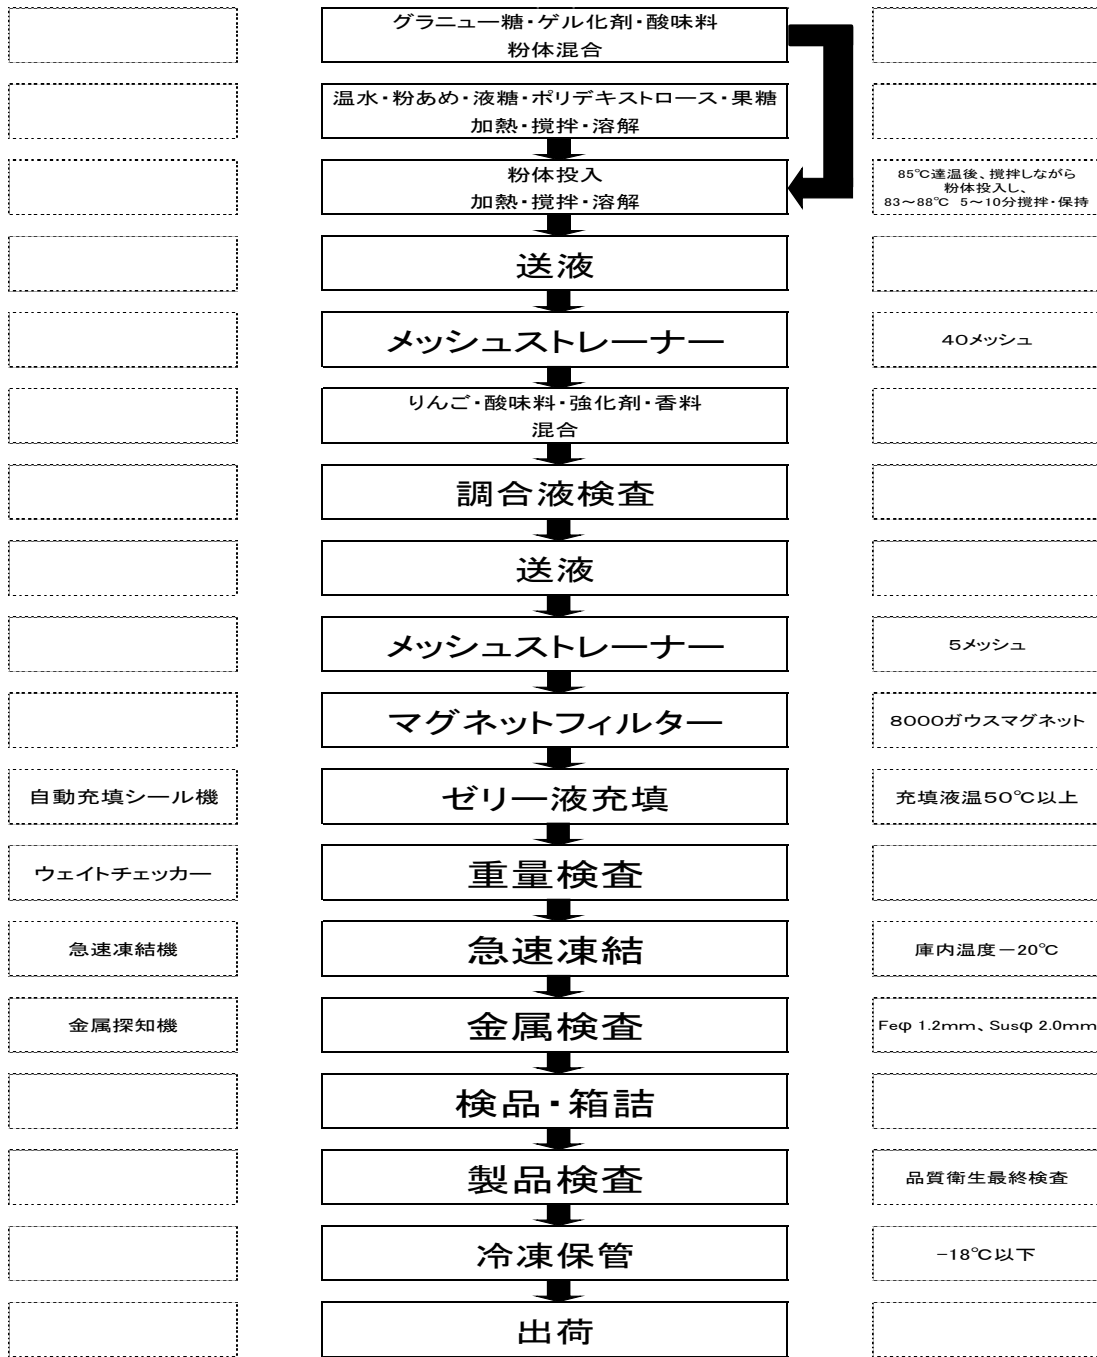 グラニュー糖・ゲル化剤・酸味料
粉体混合
温水・粉あめ・液糖・ポリデキストロース・果糖
加熱・撹拌・溶解
粉体投入
加熱・撹拌・溶解
85℃達温後、撹拌しながら
粉体投入し、
83～88℃ 5～10分撹拌・保持
送液
メッシュストレーナー
40メッシュ
りんご・酸味料・強化剤・香料
混合
調合液検査
送液
メッシュストレーナー
5メッシュ
マグネットフィルター
8000ガウスマグネット
自動充填シール機
ゼリー液充填
充填液温50℃以上
ウェイトチェッカー
重量検査
急速凍結機
急速凍結
庫内温度－20℃
金属探知機
金属検査
Feφ 1.2mm、Susφ 2.0mm
検品・箱詰
製品検査
品質衛生最終検査
冷凍保管
-18℃以下
出荷